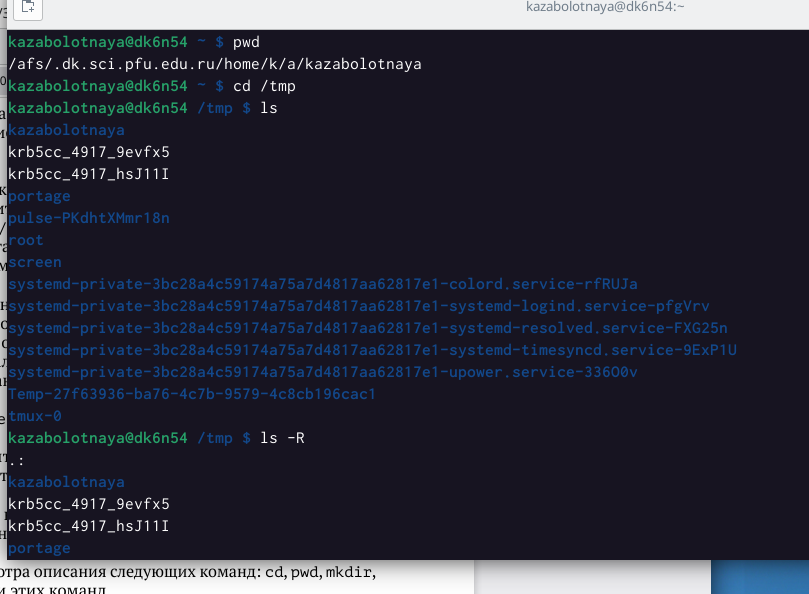 kazabolotnaya@dk6n54:~
kazabolotnaya@dk6n54 ~ $ pwd
/afs/.dk.sci.pfu.edu.ru/home/k/a/kazabolotnaya
kazabolotnaya@dk6n54 ~ $ cd /tmp
kazabolotnaya@dk6n54 /tmp $ ls
kazabolotnaya
krb5cc_4917_9evfx5
krb5cc_4917_hsJ11I
portage
pulse-PKdhtXMmr18n
root
screen
systemd-private-3bc28a4c59174a75a7d4817aa62817e1-colord.service-rfRUJa
systemd-private-3bc28a4c59174a75a7d4817aa62817e1-systemd-logind.service-pfgVrv
systemd-private-3bc28a4c59174a75a7d4817aa62817e1-systemd-resolved.service-FXG25n
systemd-private-3bc28a4c59174a75a7d4817aa62817e1-systemd-timesyncd.service-9ExP1U
systemd-private-3bc28a4c59174a75a7d4817aa62817e1-upower.service-336O0v
Temp-27f63936-ba76-4c7b-9579-4c8cb196cac1
tmux-0
kazabolotnaya@dk6n54 /tmp $ ls -R
.:
kazabolotnaya
krb5cc_4917_9evfx5
krb5cc_4917_hsJ11I
portage
отра описания следующих команд: cd, pwd, mkdir,
и этих команд